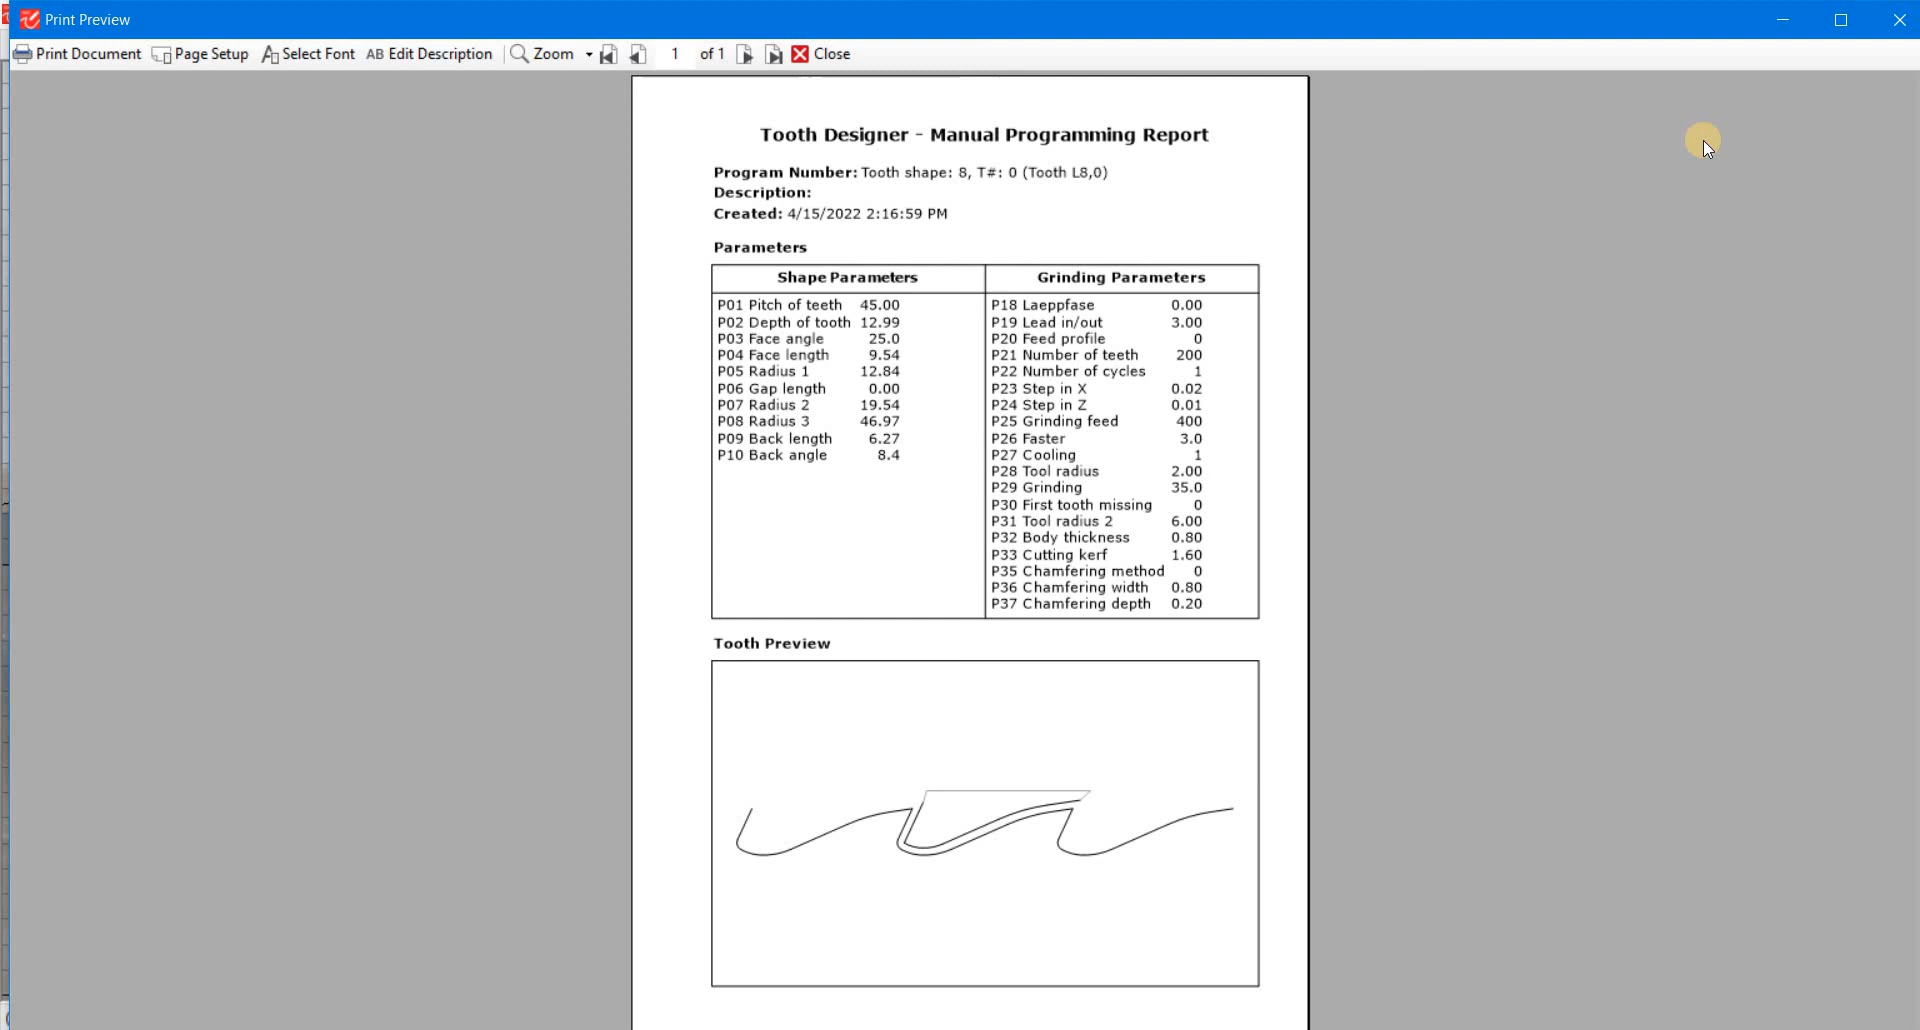 Print Preview
Print Document Page Setup Select Font AB Edit Description Zoom 1 of 1 Close
Tooth Designer - Manual Programming Report
Program Number: Tooth shape: 8, T#: 0 (Tooth L8,0)
Description:
Created: 4/15/2022 2:16:59 PM
Parameters
Shape Parameters
P01 Pitch of teeth 45.00
P02 Depth of tooth 12.99
P03 Face angle 25.0
P04 Face length 9.54
P05 Radius 1 12.84
P06 Gap length 0.00
P07 Radius 2 19.54
P08 Radius 3 46.97
P09 Back length 6.27
P10 Back angle 8.4
Grinding Parameters
P18 Laeppfase 0.00
P19 Lead in/out 3.00
P20 Feed profile 0
P21 Number of teeth 200
P22 Number of cycles 1
P23 Step in X 0.02
P24 Step in Z 0.01
P25 Grinding feed 400
P26 Faster 3.0
P27 Cooling 1
P28 Tool radius 2.00
P29 Grinding 35.0
P30 First tooth missing 0
P31 Tool radius 2 6.00
P32 Body thickness 0.80
P33 Cutting kerf 1.60
P35 Chamfering method 0
P36 Chamfering width 0.80
P37 Chamfering depth 0.20
Tooth Preview